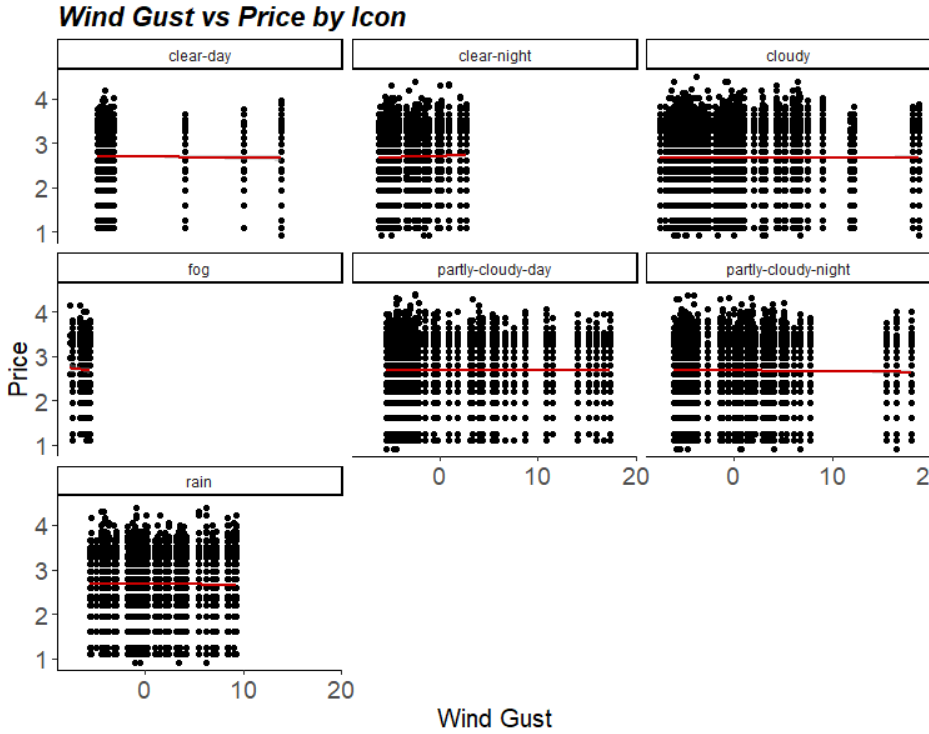 Wind Gust vs Price by Icon
clear-day
clear-night
cloudy
4
3
2
1
fog
partly-cloudy-day
partly-cloudy-night
4
3
2
1
0
10
20
0
10
rain
4
3
2
1
0
10
20
Price
Wind Gust